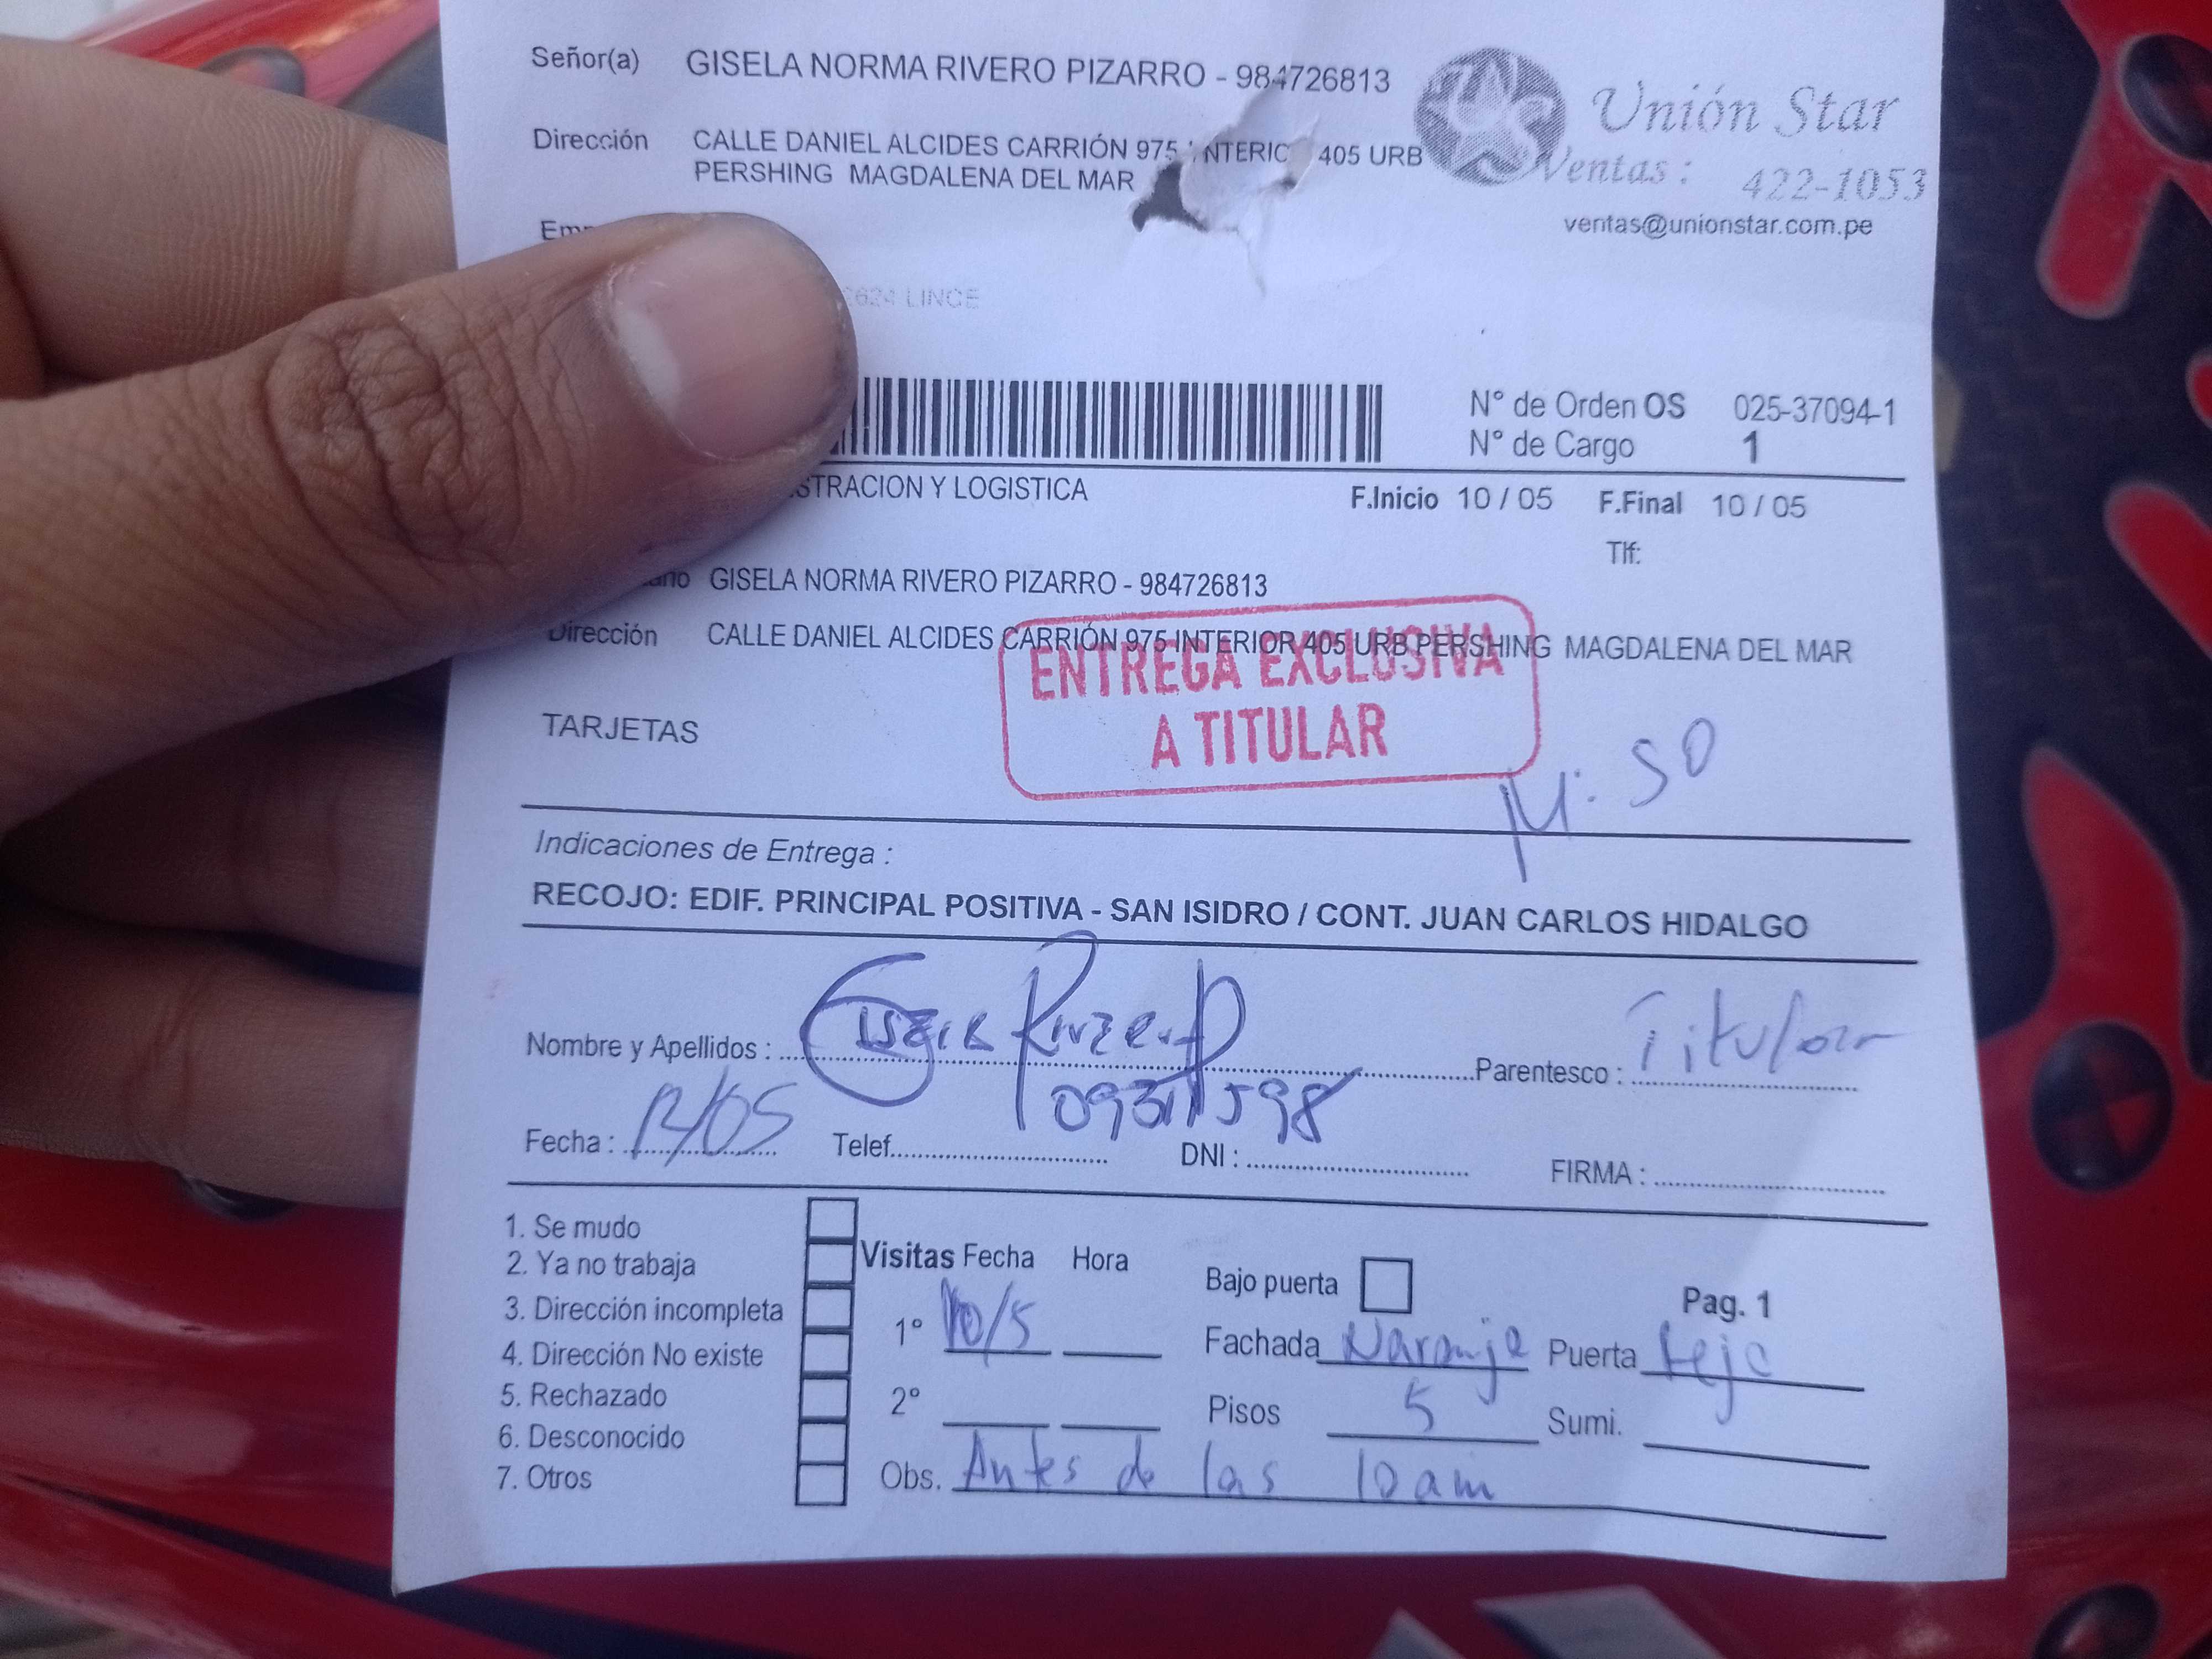 Señor(a) GISELA NORMA RIVERO PIZARRO - 984726813
Unión Star
Dirección CALLE DANIEL ALCIDES CARRIÓN 975 INTERIO 405 URB
PERSHING MAGDALENA DEL MAR
Ventas : 422-1053
ventas@unionstar.com.pe
LINCE
N° de Orden OS 025-37094-1
N° de Cargo 1
STRACION Y LOGISTICA
F.Inicio 10 / 05 F.Final 10 / 05
Tlf:
GISELA NORMA RIVERO PIZARRO - 984726813
Dirección CALLE DANIEL ALCIDES CARRIÓN 975 INTERIOR 405 URB PERSHING MAGDALENA DEL MAR
ENTREGA EXCLUSIVA
A TITULAR
TARJETAS
Indicaciones de Entrega :
RECOJO: EDIF. PRINCIPAL POSITIVA - SAN ISIDRO / CONT. JUAN CARLOS HIDALGO
Nombre y Apellidos : Parentesco : Titular
Fecha : 12/05 Telef. DNI : FIRMA :
1. Se mudo
2. Ya no trabaja
3. Dirección incompleta
4. Dirección No existe
5. Rechazado
6. Desconocido
7. Otros
Visitas Fecha Hora
1° 10/5
2°
Bajo puerta
Pag. 1
Fachada Naranja Puerta
Pisos 5 Sumi.
Obs. Antes de las 10 am